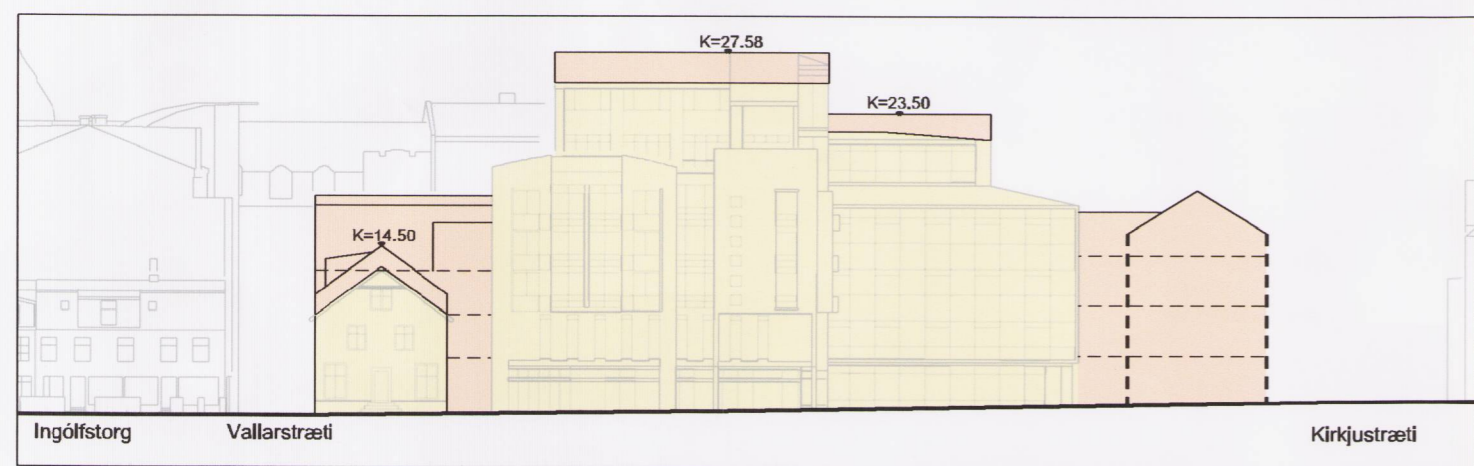 K=27.58
K=23.50
K=14.50
Ingólfstorg
Vallarstræti
Kirkjustræti